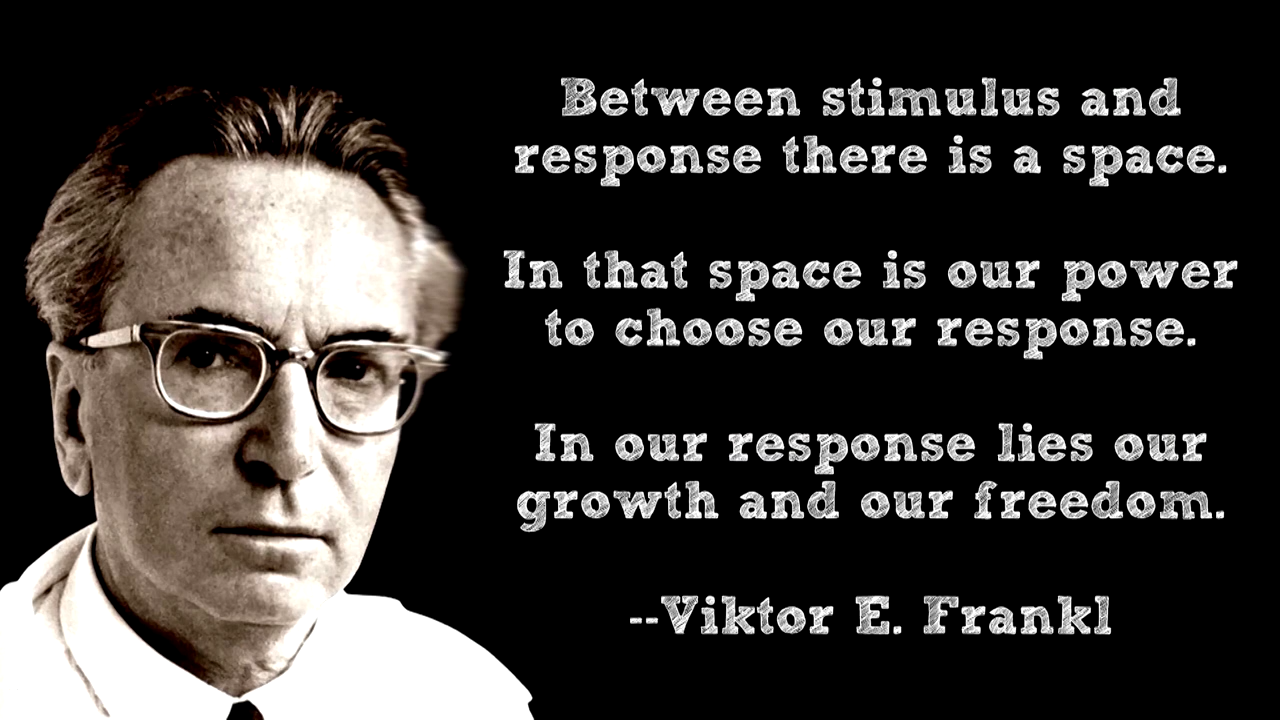 Between stimulus and
response there is a space.
In that space is our power
to choose our response.
In our response lies our
growth and our freedom.
--Viktor E. Frankl